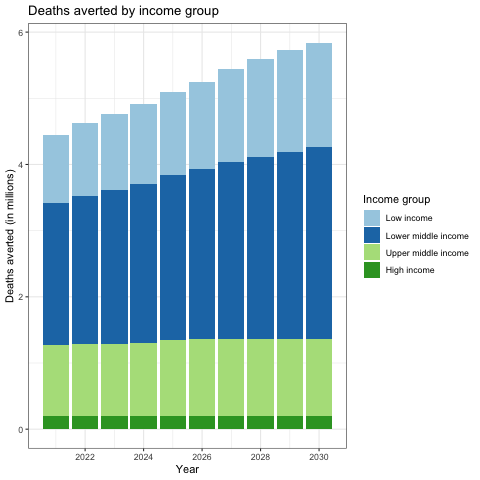 Deaths averted by income group
6
4
2
0
Deaths averted (in millions)
2022 2024 2026 2028 2030
Year
Income group
Low income
Lower middle income
Upper middle income
High income